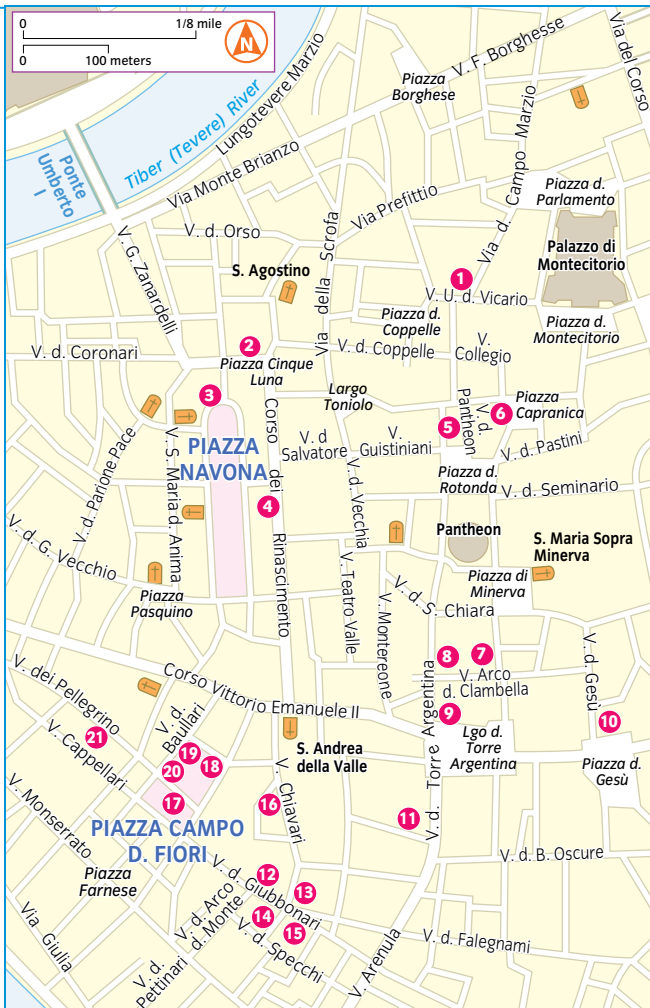 0 1/8 mile
0 100 meters
N
Tiber (Tevere) River
Ponte
Umberto
I
Lungotevere Marzio
V. F. Borghesse
Via del Corso
Piazza
Borghese
Via Monte Brianzo
Via d. Campo Marzio
Via Prefittio
Piazza d.
Parlamento
V. G. Zanardelli
V. d. Orso
Via della Scrofa
S. Agostino
Palazzo di
Montecitorio
1
V. U. d. Vicario
Piazza d.
Coppelle
Piazza d.
Montecitorio
2
V. d. Coronari
Piazza Cinque
Luna
V. d. Coppelle
V.
Collegio
3
Largo
Toniolo
Piazza
Capranica
5
6
V. d.
Pantheon
PIAZZA
NAVONA
V. d
Salvatore
V.
Guistiniani
V. d. Pastini
V. d. Parione Pace
V. S. Maria d. Anima
Corso dei Rinascimento
V. d. Vecchia
Piazza d.
Rotonda
V. d. Seminario
4
Pantheon
S. Maria Sopra
Minerva
V. d. G. Vecchio
V. Teatro Valle
V. Montereone
Piazza di
Minerva
Piazza
Pasquino
V. d. S. Chiara
V. d. Gesù
8
7
V. Arco
d. Clambella
V. dei Pellegrino
Corso Vittorio Emanuele II
9
10
V. d.
Baullari
V. Cappellari
21
19
20
18
S. Andrea
della Valle
V. d. Torre Argentina
Lgo d.
Torre
Argentina
Piazza d.
Gesù
V. Monserrato
17
16
V. Chiavari
11
PIAZZA CAMPO
D. FIORI
V. d. B. Oscure
Piazza
Farnese
12
V. d. Giubbonari
13
V. d. Arco
d. Monte
14
15
Via Giulia
V. d.
Pettinari
V. d. Specchi
V. Arenula
V. d. Falegnami